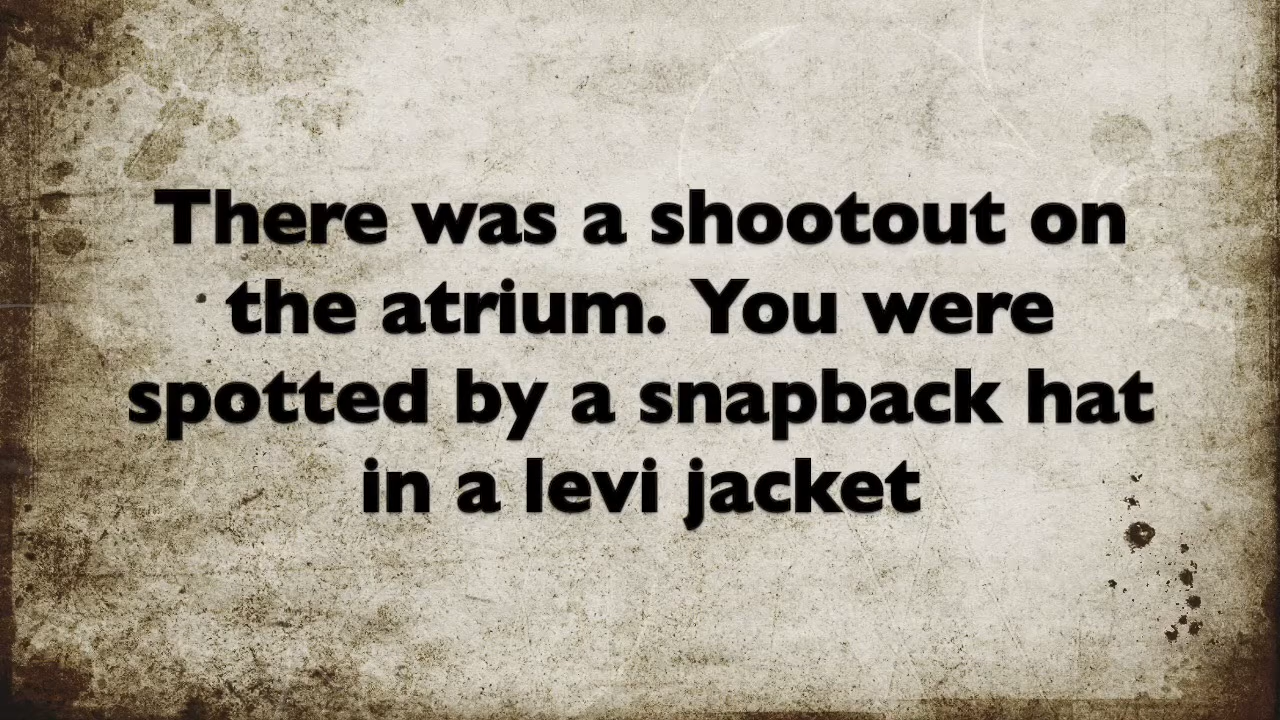 There was a shootout on
the atrium. You were
spotted by a snapback hat
in a levi jacket